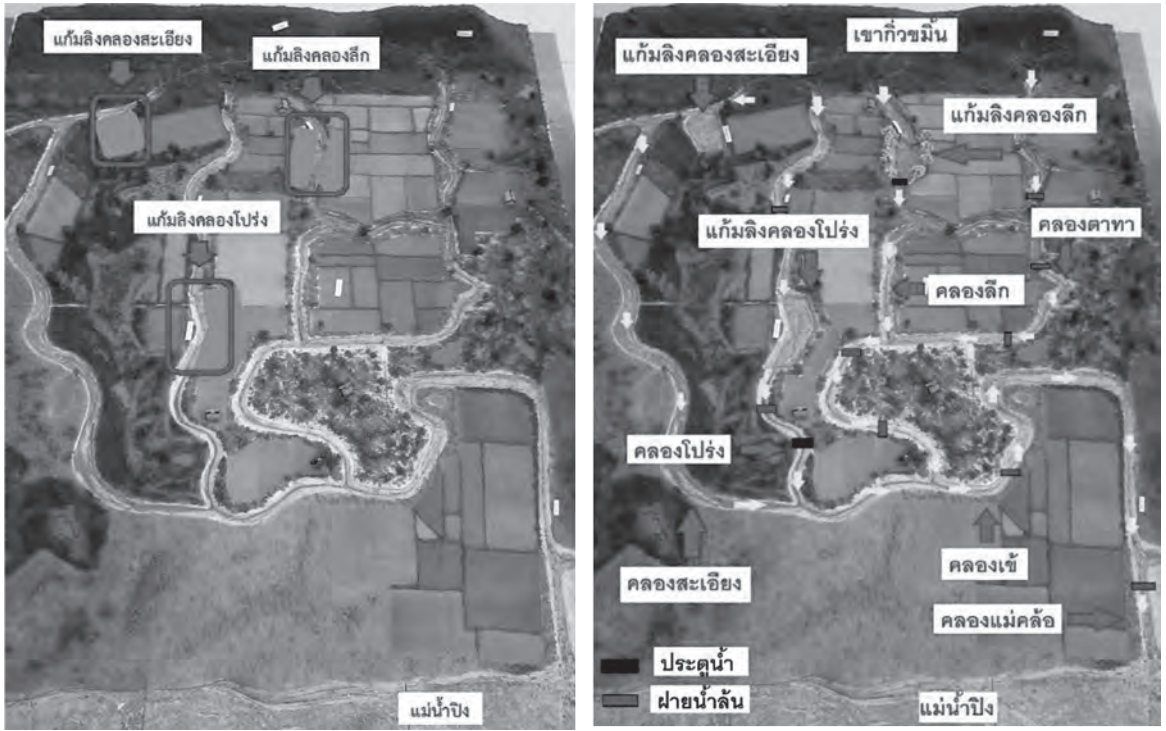 แก้มลิงคลองสะเอียง
แก้มลิงคลองลึก
แก้มลิงคลองโปร่ง
แม่น้ำปิง
เขากิ่วขมิ้น
แก้มลิงคลองสะเอียง
แก้มลิงคลองลึก
แก้มลิงคลองโปร่ง
คลองตาทา
คลองลึก
คลองโปร่ง
คลองเข้
คลองสะเอียง
คลองแม่คล้อ
ประตูน้ำ
ฝายน้ำล้น
แม่น้ำปิง